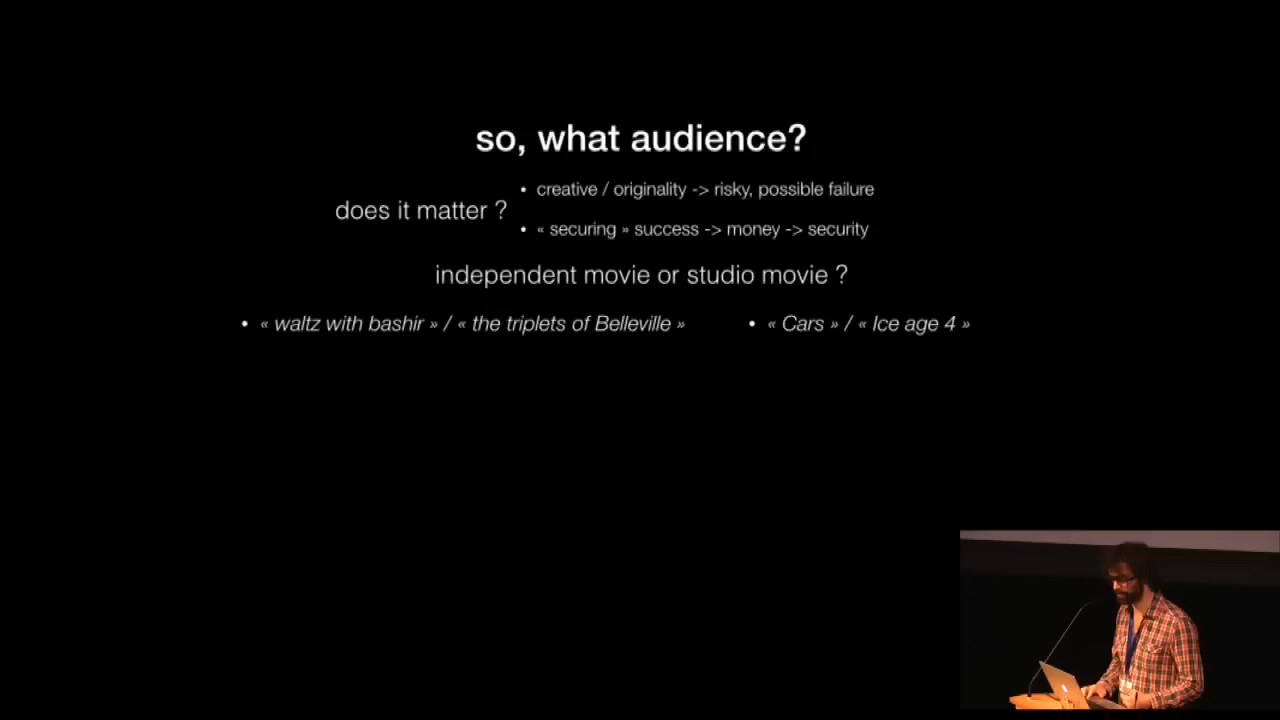 so, what audience?
does it matter ?
• creative / originality -> risky, possible failure
• « securing » success -> money -> security
independent movie or studio movie ?
• « waltz with bashir » / « the triplets of Belleville »
• « Cars » / « Ice age 4 »